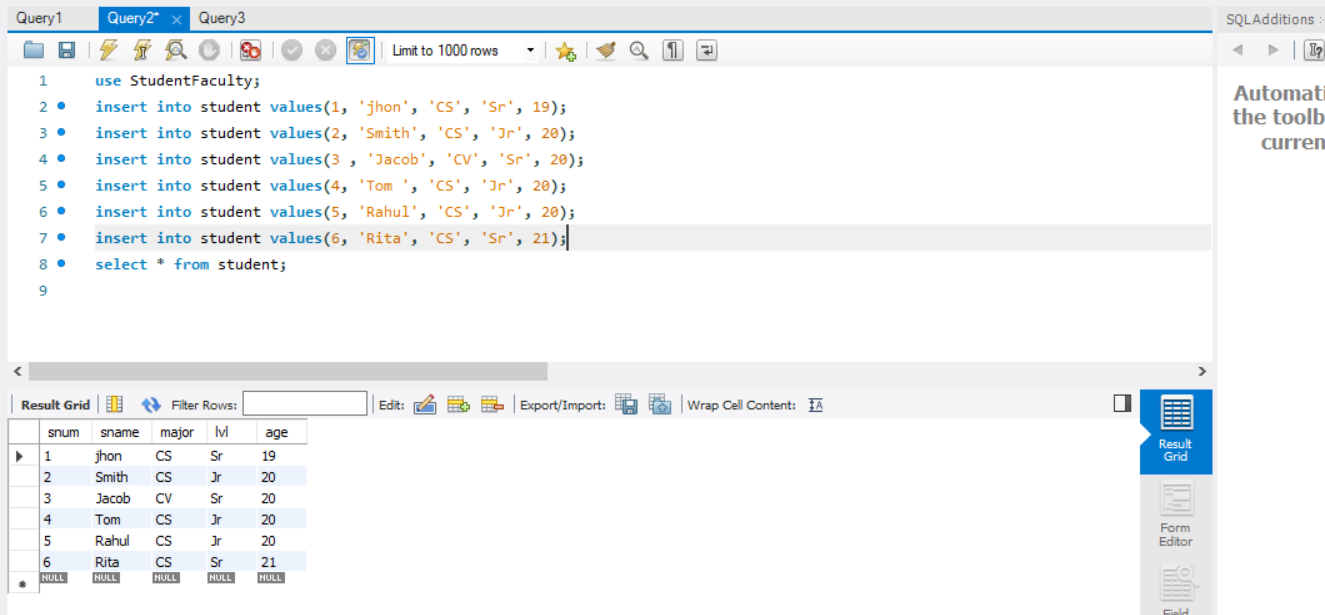 Query1 Query2* × Query3
SQLAdditions
Limit to 1000 rows
1 use StudentFaculty;
2 insert into student values(1, 'jhon', 'CS', 'Sr', 19);
3 insert into student values(2, 'Smith', 'CS', 'Jr', 20);
4 insert into student values(3 , 'Jacob', 'CV', 'Sr', 20);
5 insert into student values(4, 'Tom ', 'CS', 'Jr', 20);
6 insert into student values(5, 'Rahul', 'CS', 'Jr', 20);
7 insert into student values(6, 'Rita', 'CS', 'Sr', 21);
8 select * from student;
9
Automati
the toolb
curren
Result Grid Filter Rows: Edit: Export/Import: Wrap Cell Content: IA
snum sname major lvl age
1 jhon CS Sr 19
2 Smith CS Jr 20
3 Jacob CV Sr 20
4 Tom CS Jr 20
5 Rahul CS Jr 20
6 Rita CS Sr 21
NULL NULL NULL NULL NULL
Result
Grid
Form
Editor
Field